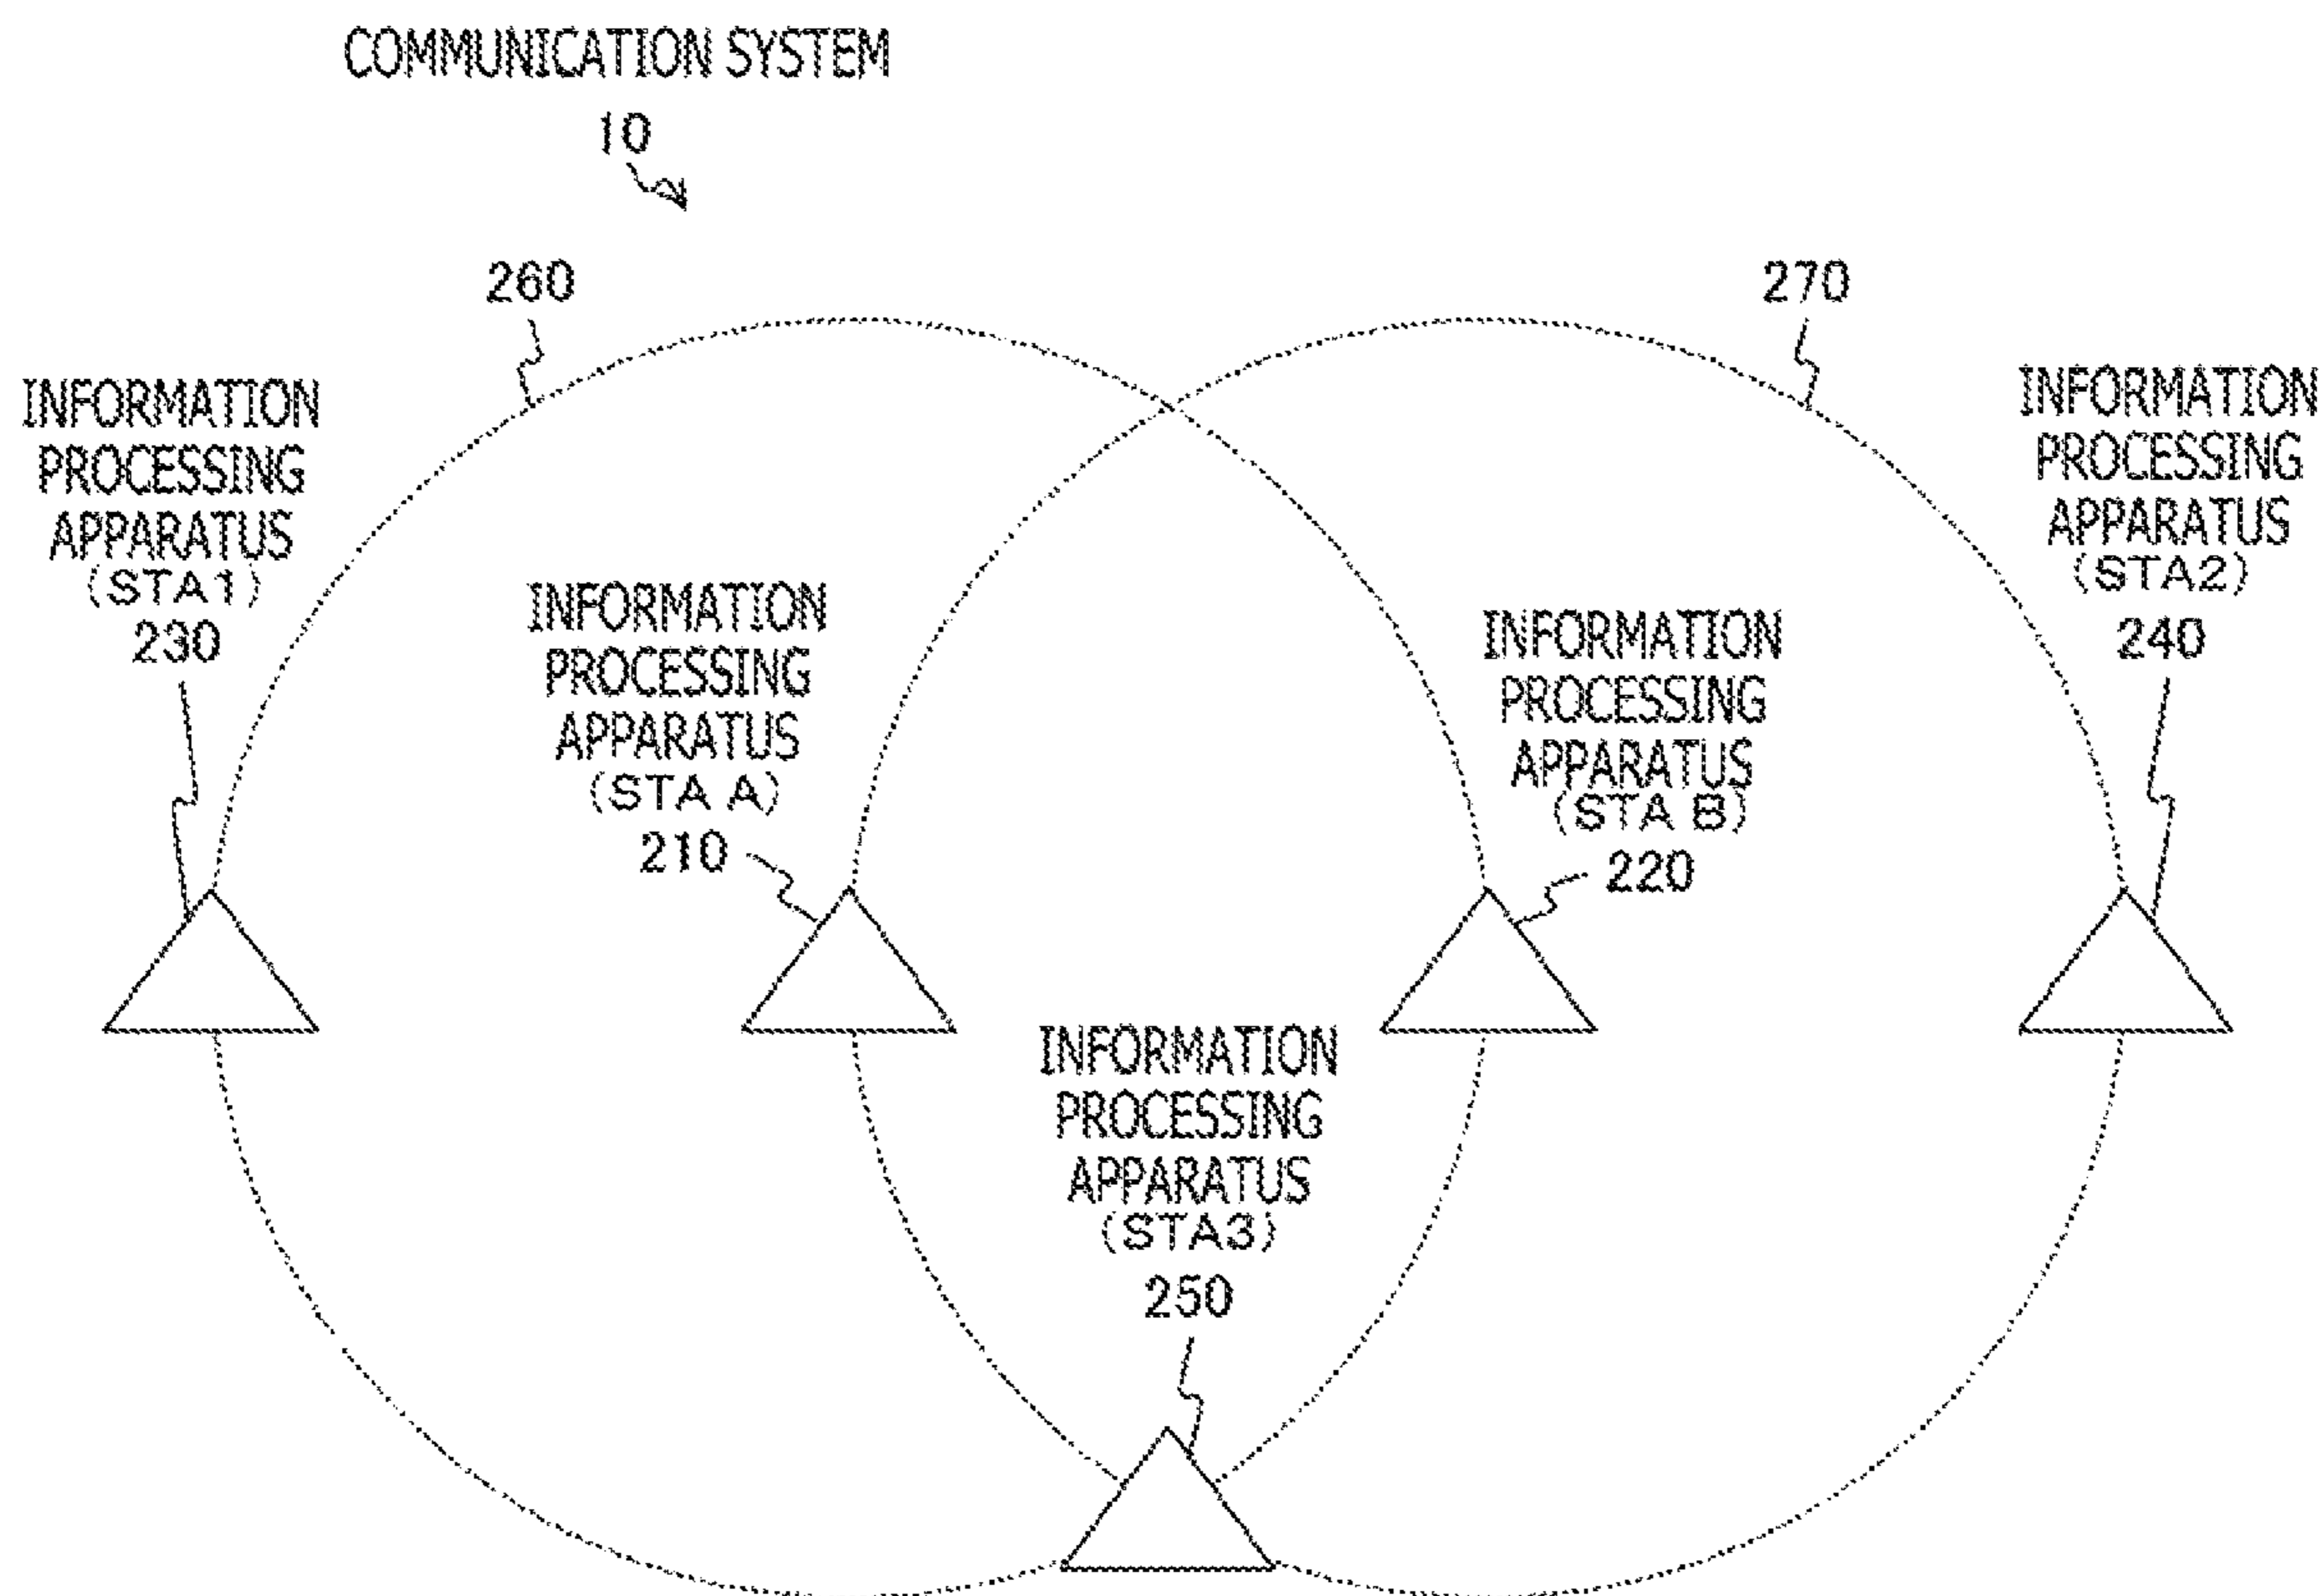 COMMUNICATION SYSTEM
10
260
270
INFORMATION
PROCESSING
APPARATUS
(STA1)
230
INFORMATION
PROCESSING
APPARATUS
(STA A)
210
INFORMATION
PROCESSING
APPARATUS
(STA B)
220
INFORMATION
PROCESSING
APPARATUS
(STA2)
240
INFORMATION
PROCESSING
APPARATUS
(STA3)
250